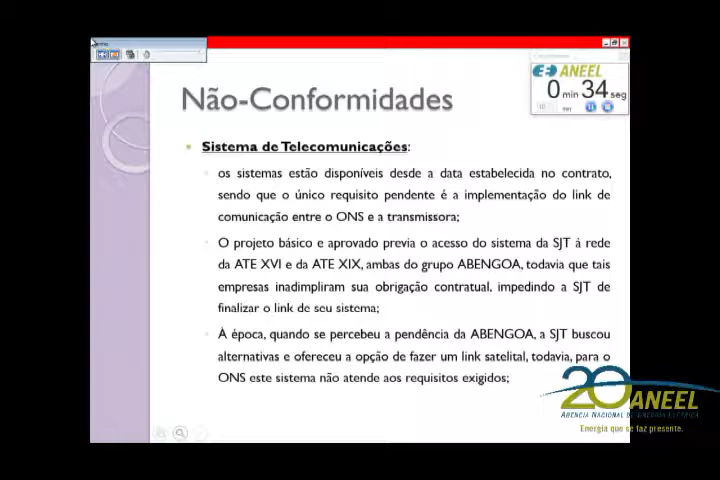 ANEEL
0 min 34 seg
Não-Conformidades
Sistema de Telecomunicações:
os sistemas estão disponíveis desde a data estabelecida no contrato,
sendo que o único requisito pendente é a implementação do link de
comunicação entre o ONS e a transmissora;
O projeto básico e aprovado previa o acesso do sistema da SJT à rede
da ATE XVI e da ATE XIX, ambas do grupo ABENGOA, todavia que tais
empresas inadimpliram sua obrigação contratual, impedindo a SJT de
finalizar o link de seu sistema;
À época, quando se percebeu a pendência da ABENGOA, a SJT buscou
alternativas e ofereceu a opção de fazer um link satelital, todavia, para o
ONS este sistema não atende aos requisitos exigidos;
20 ANEEL
AGÊNCIA NACIONAL DE ENERGIA ELÉTRICA
Energia que se faz presente.